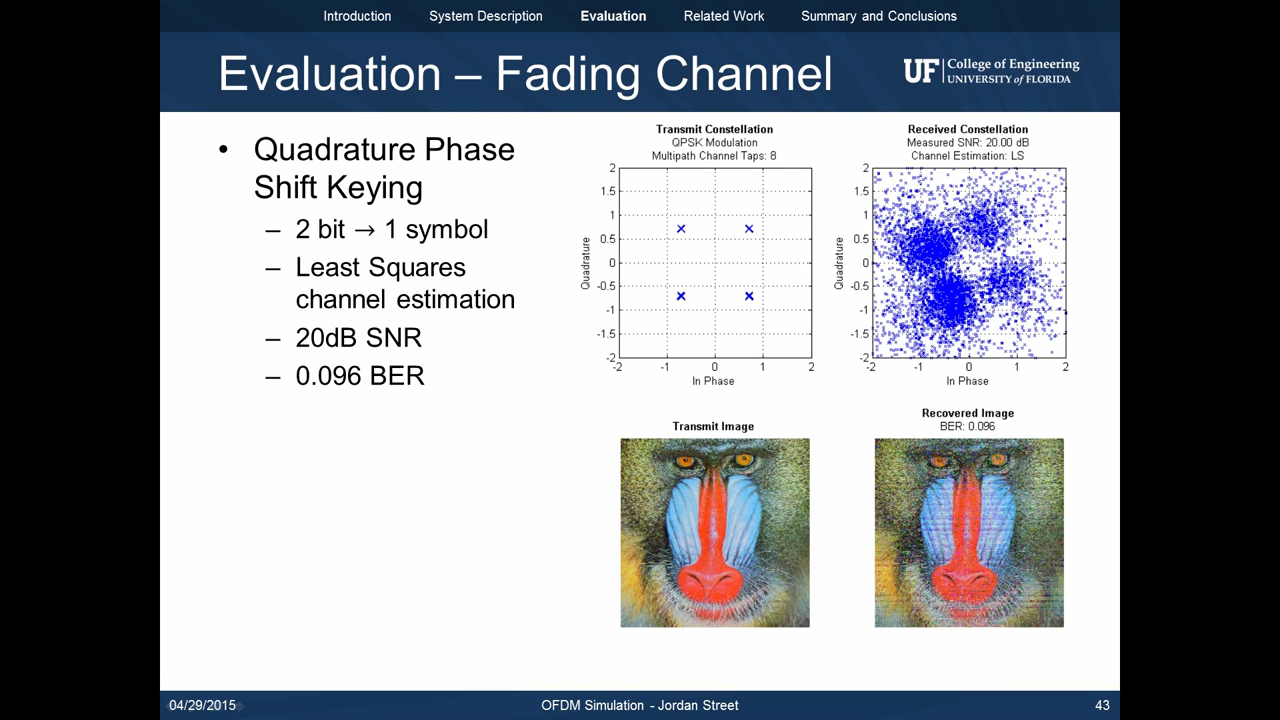 Introduction System Description Evaluation Related Work Summary and Conclusions
Evaluation – Fading Channel
UF College of Engineering
UNIVERSITY of FLORIDA
• Quadrature Phase
Shift Keying
– 2 bit → 1 symbol
– Least Squares
channel estimation
– 20dB SNR
– 0.096 BER
Transmit Constellation
QPSK Modulation
Multipath Channel Taps: 8
2
1.5
1
0.5
0
-0.5
-1
-1.5
-2
Quadrature
-2 -1 0 1 2
In Phase
Received Constellation
Measured SNR: 20.00 dB
Channel Estimation: LS
2
1.5
1
0.5
0
-0.5
-1
-1.5
-2
Quadrature
-2 -1 0 1 2
In Phase
Transmit Image
Recovered Image
BER: 0.096
04/29/2015 OFDM Simulation - Jordan Street 43